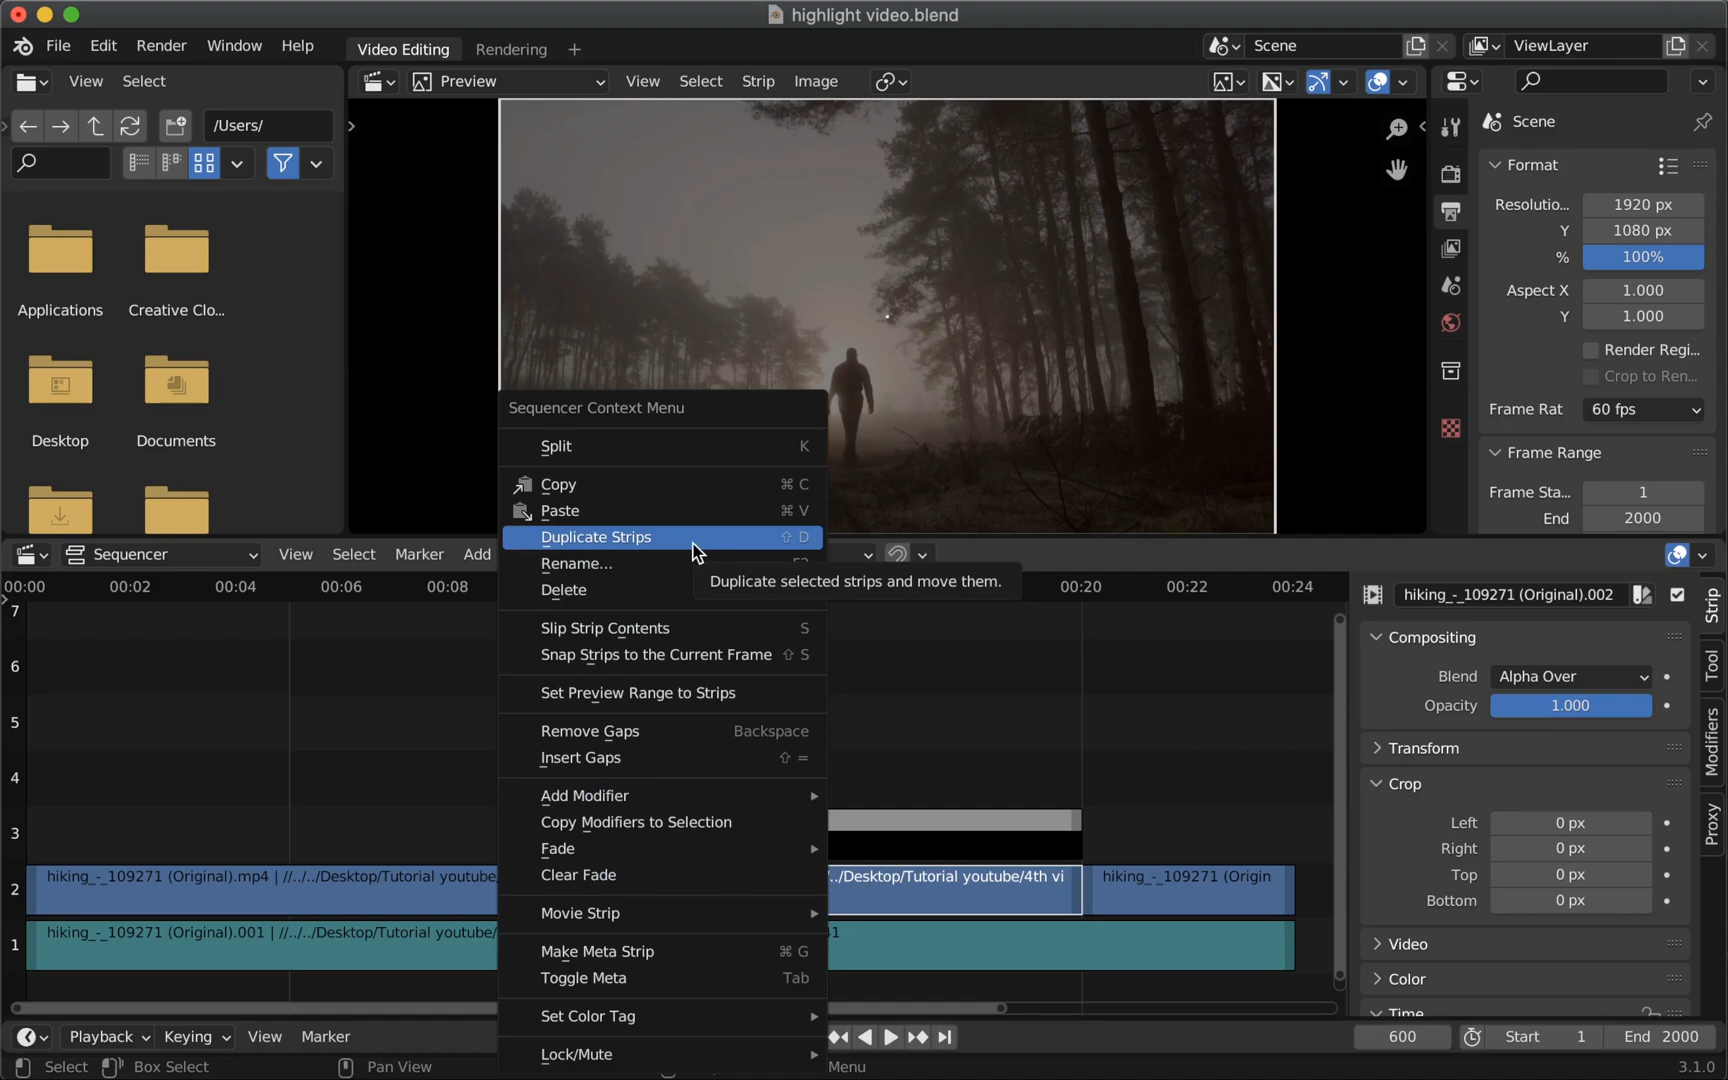 highlight video.blend
File Edit Render Window Help Video Editing Rendering + Scene ViewLayer
View Select Preview View Select Strip Image
/Users/
Scene
Format
Resolutio... 1920 px
Y 1080 px
% 100%
Aspect X 1.000
Y 1.000
Render Regi...
Crop to Ren...
Frame Rat 60 fps
Frame Range
Frame Sta... 1
End 2000
Applications Creative Clo...
Desktop Documents
Sequencer Context Menu
Split K
Copy ⌘ C
Paste ⌘ V
Duplicate Strips ⇧ D
Rename...
Delete
Duplicate selected strips and move them.
Slip Strip Contents S
Snap Strips to the Current Frame ⇧ S
Set Preview Range to Strips
Remove Gaps Backspace
Insert Gaps ⇧ =
Add Modifier
Copy Modifiers to Selection
Fade
Clear Fade
Movie Strip
Make Meta Strip ⌘ G
Toggle Meta Tab
Set Color Tag
Lock/Mute
Sequencer View Select Marker Add
00:00 00:02 00:04 00:06 00:08 00:20 00:22 00:24
7
6
5
4
3
2
1
hiking_-_109271 (Original).mp4 | //../../Desktop/Tutorial youtube/
../Desktop/Tutorial youtube/4th vi
hiking_-_109271 (Origin
hiking_-_109271 (Original).001 | //../../Desktop/Tutorial youtube/
41
hiking_-_109271 (Original).002
Compositing
Blend Alpha Over
Opacity 1.000
Transform
Crop
Left 0 px
Right 0 px
Top 0 px
Bottom 0 px
Video
Color
Time
Strip
Tool
Modifiers
Proxy
Playback Keying View Marker
600 Start 1 End 2000
Select Box Select Pan View Menu 3.1.0